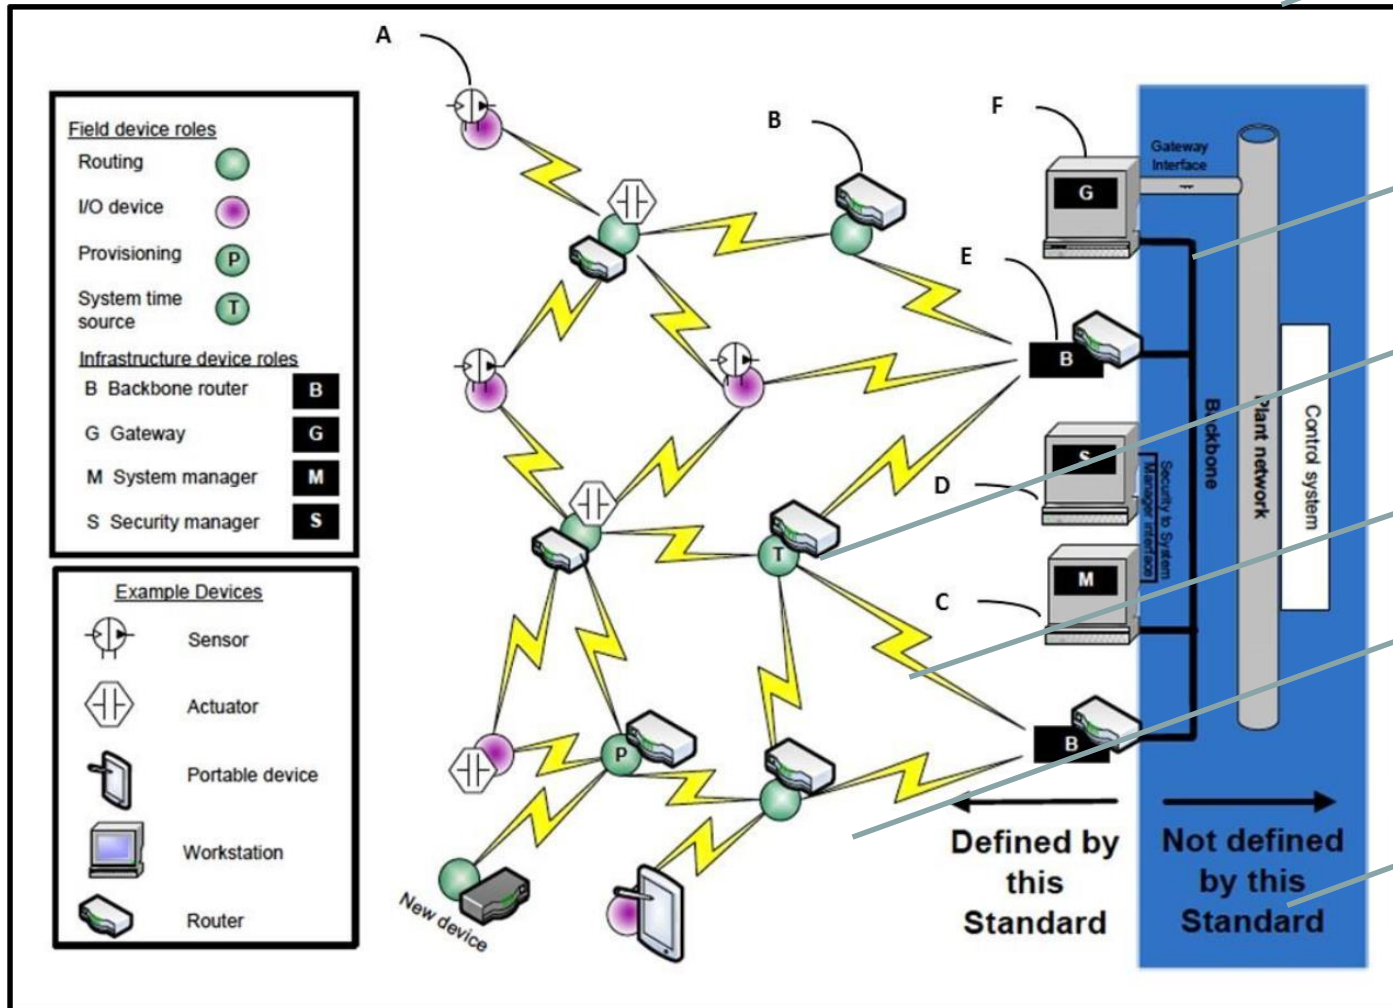 A
B
F
Field device roles
Routing
I/O device
Provisioning
P
System time
source
T
Infrastructure device roles
B Backbone router
B
G Gateway
G
M System manager
M
S Security manager
S
Example Devices
Sensor
Actuator
Portable device
Workstation
Router
G
Gateway
Interface
E
B
D
S
C
M
T
P
B
Security to System
Manager interface
Backbone
Plant network
Control system
New device
Defined by
this
Standard
Not defined
by this
Standard